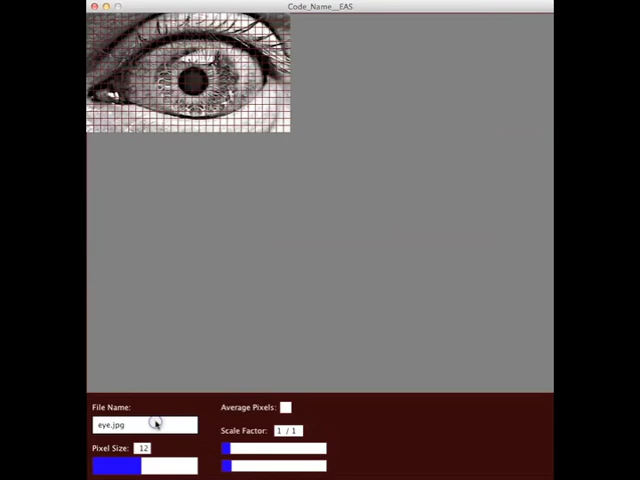 Code_Name__EAS
File Name:
eye.jpg
Pixel Size: 12
Average Pixels:
Scale Factor: 1 / 1